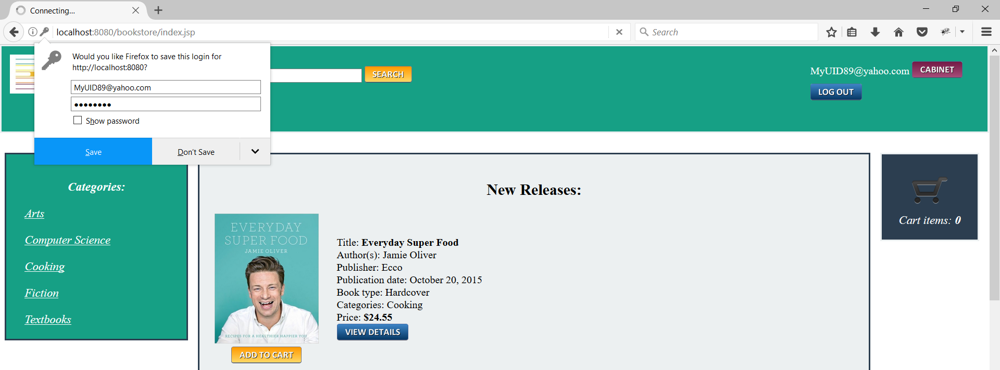 Connecting...
localhost:8080/bookstore/index.jsp
Search
Would you like Firefox to save this login for
http://localhost:8080?
MyUID89@yahoo.com
●●●●●●●●
Show password
Save
Don't Save
SEARCH
MyUID89@yahoo.com CABINET
LOG OUT
Categories:
Arts
Computer Science
Cooking
Fiction
Textbooks
New Releases:
EVERYDAY
SUPER FOOD
JAMIE OLIVER
RECIPES FOR A HEALTHIER HAPPIER YOU
ADD TO CART
Title: Everyday Super Food
Author(s): Jamie Oliver
Publisher: Ecco
Publication date: October 20, 2015
Book type: Hardcover
Categories: Cooking
Price: $24.55
VIEW DETAILS
Cart items: 0